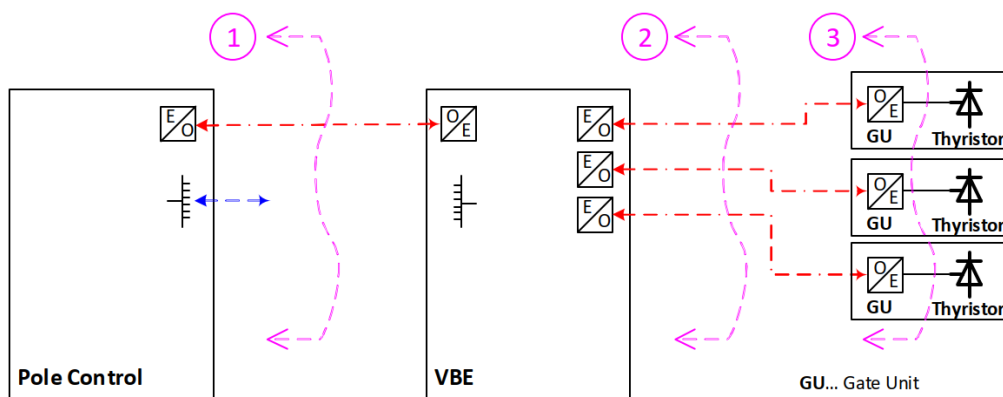 1
2
3
E/O
O/E
E/O
O/E
GU
Thyristor
E/O
O/E
GU
Thyristor
E/O
O/E
GU
Thyristor
Pole Control
VBE
GU... Gate Unit